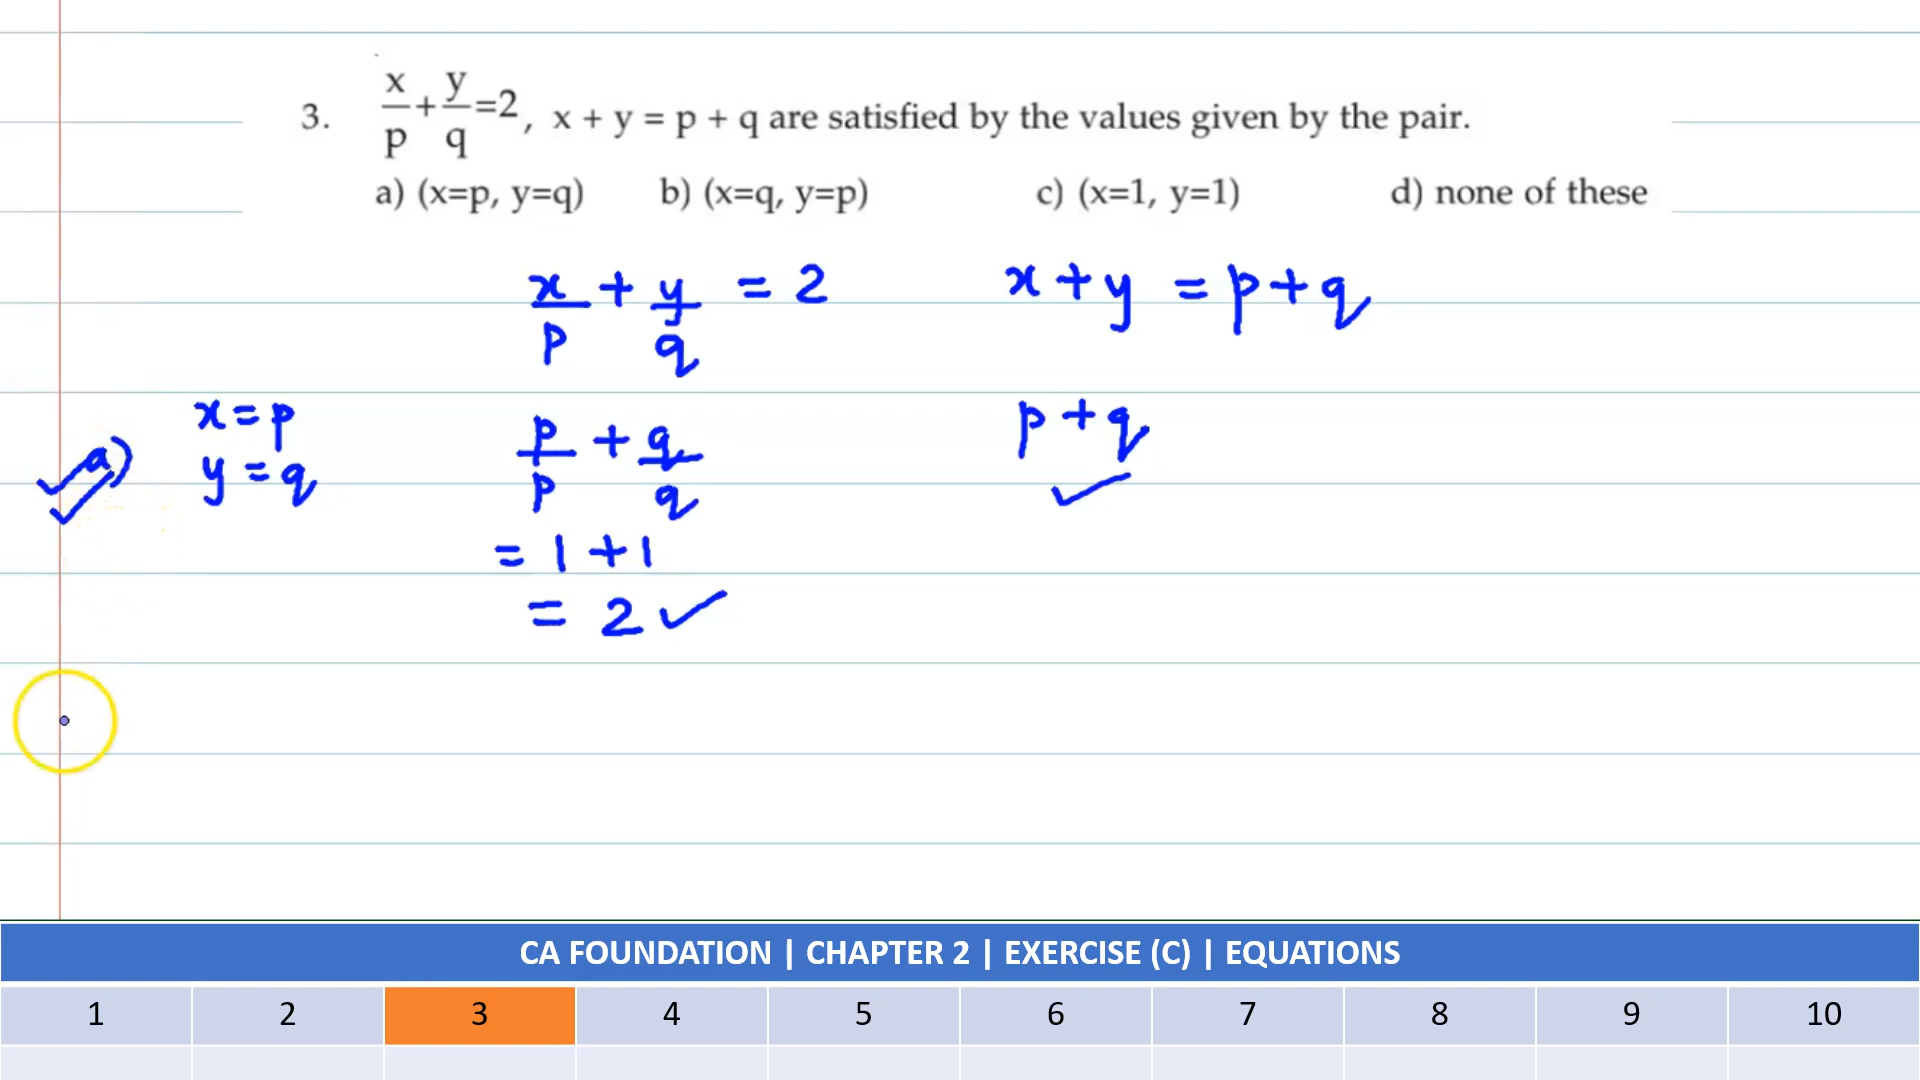 3. x/p + y/q =2, x + y = p + q are satisfied by the values given by the pair.
a) (x=p, y=q) b) (x=q, y=p) c) (x=1, y=1) d) none of these
x/p + y/q = 2 x + y = p + q
a) x = p p/p + q/q p + q ✓
y = q
= 1 + 1
= 2 ✓
CA FOUNDATION | CHAPTER 2 | EXERCISE (C) | EQUATIONS
1 2 3 4 5 6 7 8 9 10